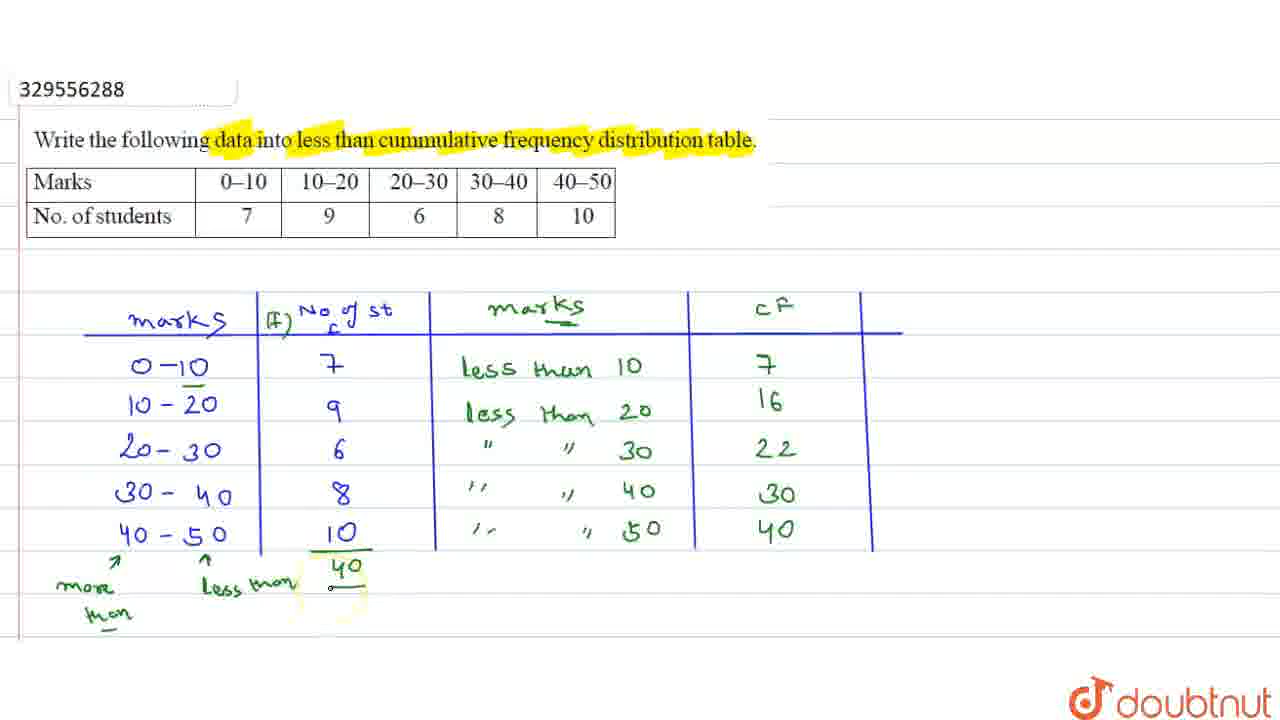 329556288
Write the following data into less than cummulative frequency distribution table.
Marks 0–10 10–20 20–30 30–40 40–50
No. of students 7 9 6 8 10
marks (F) No of st marks CF
0-10 7 less than 10 7
10-20 9 less than 20 16
20-30 6 " " 30 22
30-40 8 " " 40 30
40-50 10 " " 50 40
more than less than 40
doubtnut